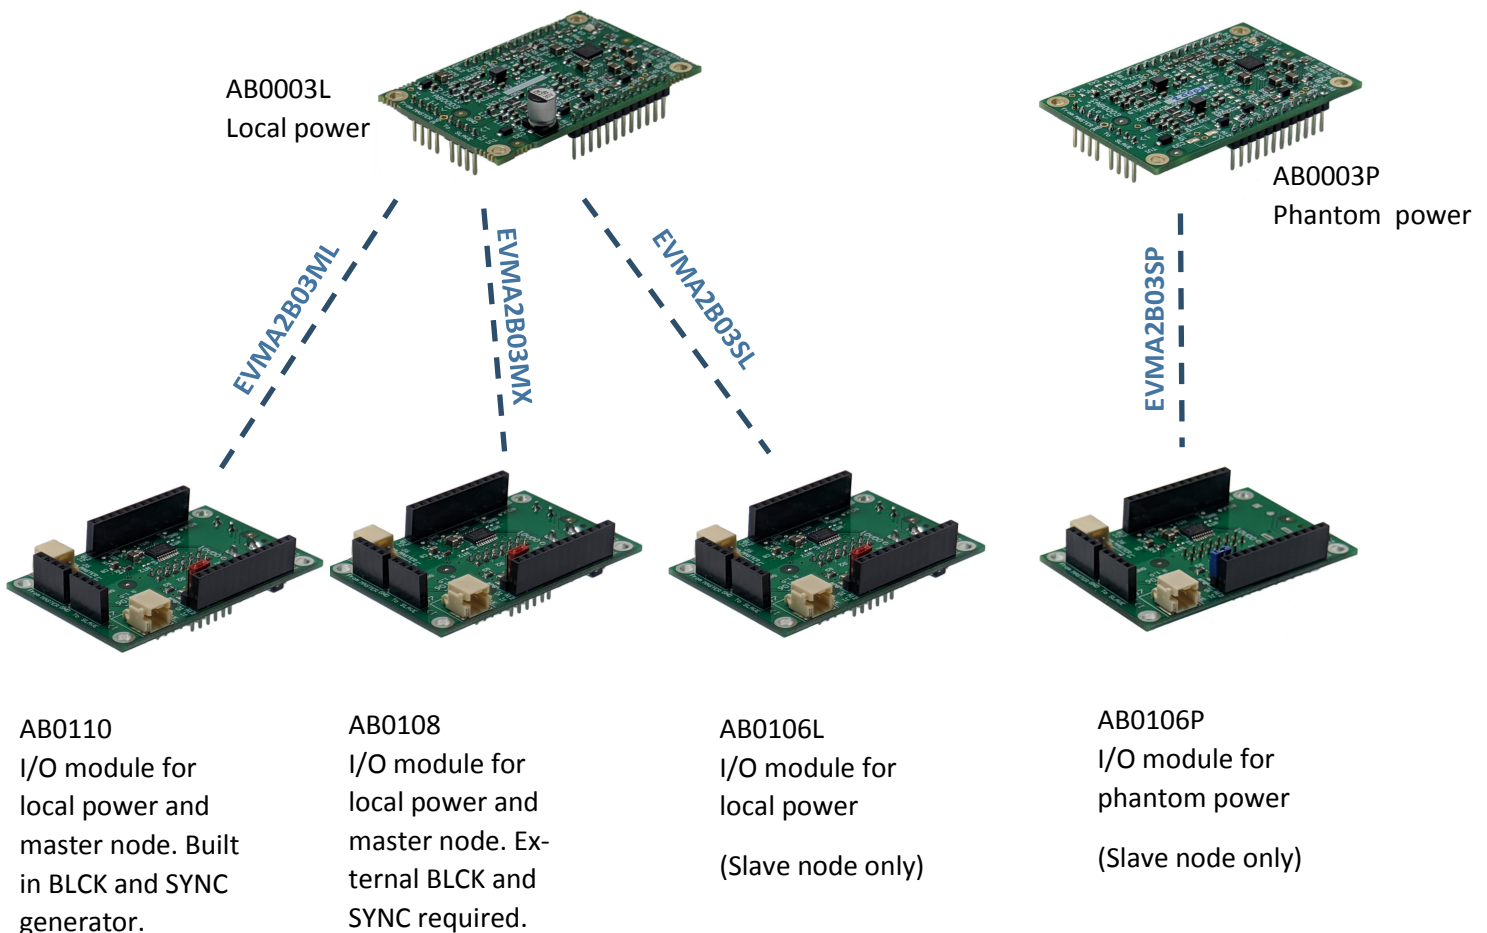 AB0003L
Local power
AB0003P
Phantom power
EVMA2B03ML
EVMA2B03MX
EVMA2B03SL
EVMA2B03SP
AB0110
I/O module for
local power and
master node. Built
in BLCK and SYNC
generator.
AB0108
I/O module for
local power and
master node. Ex-
ternal BLCK and
SYNC required.
AB0106L
I/O module for
local power
(Slave node only)
AB0106P
I/O module for
phantom power
(Slave node only)